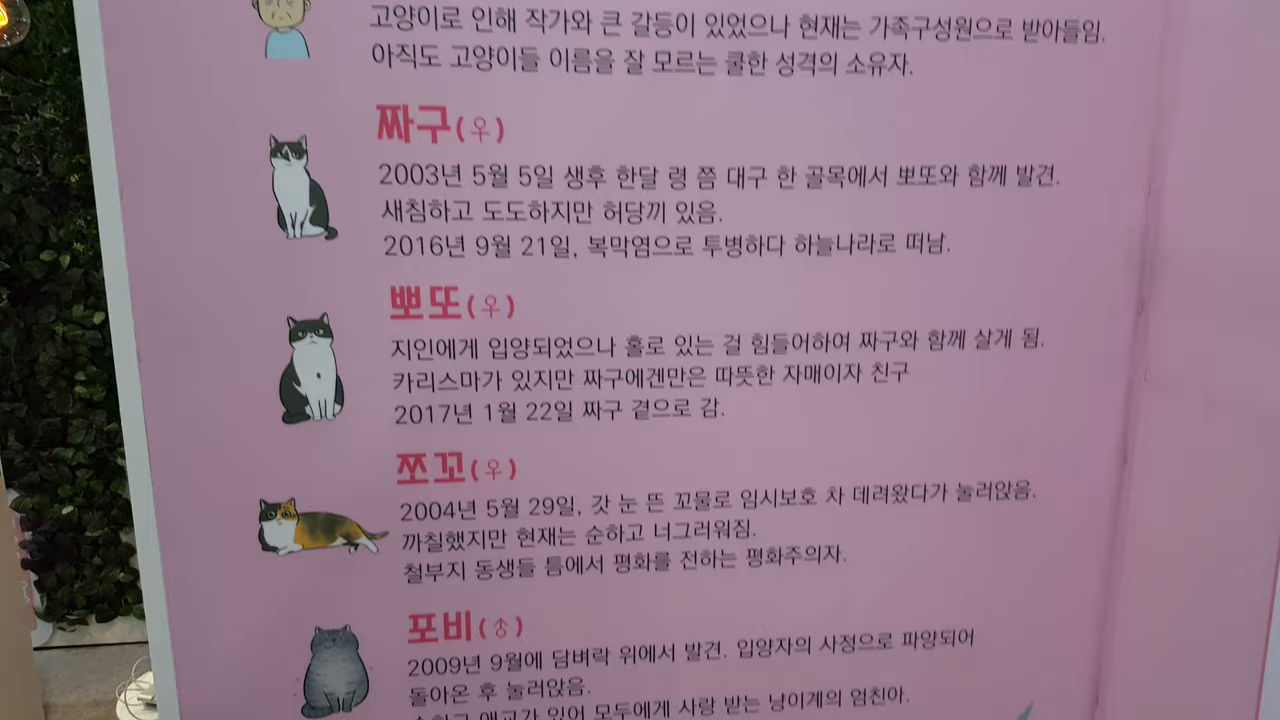 고양이로 인해 작가와 큰 갈등이 있었으나 현재는 가족구성원으로 받아들임.
아직도 고양이들 이름을 잘 모르는 쿨한 성격의 소유자.
짜구(♀)
2003년 5월 5일 생후 한달 령 쯤 대구 한 골목에서 뽀또와 함께 발견.
새침하고 도도하지만 허당끼 있음.
2016년 9월 21일, 복막염으로 투병하다 하늘나라로 떠남.
뽀또(♀)
지인에게 입양되었으나 홀로 있는 걸 힘들어하여 짜구와 함께 살게 됨.
카리스마가 있지만 짜구에겐만은 따뜻한 자매이자 친구
2017년 1월 22일 짜구 곁으로 감.
쪼꼬(♀)
2004년 5월 29일, 갓 눈 뜬 꼬물로 임시보호 차 데려왔다가 눌러앉음.
까칠했지만 현재는 순하고 너그러워짐.
철부지 동생들 틈에서 평화를 전하는 평화주의자.
포비(♂)
2009년 9월에 담벼락 위에서 발견. 입양자의 사정으로 파양되어
돌아온 후 눌러앉음.
순하고 애교가 있어 모두에게 사랑 받는 냥이계의 엄친아.